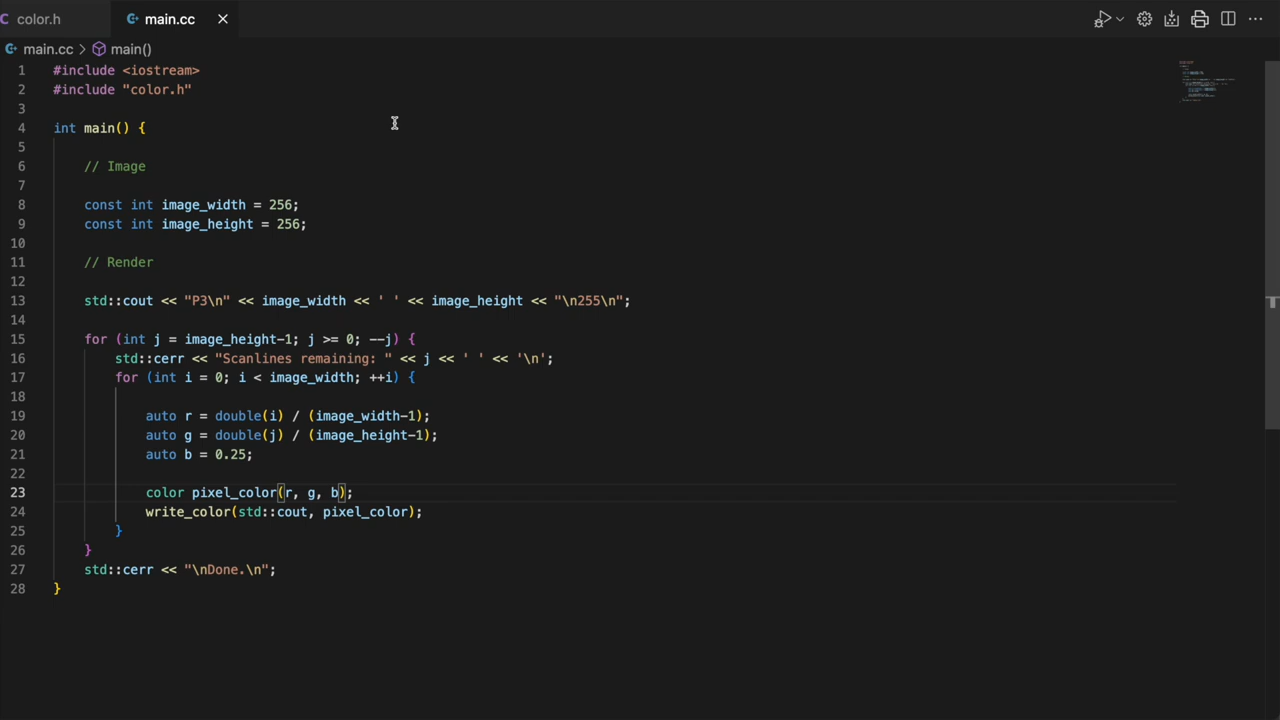 color.h
main.cc
main.cc > main()
1 #include <iostream>
2 #include "color.h"
3
4 int main() {
5
6 // Image
7
8 const int image_width = 256;
9 const int image_height = 256;
10
11 // Render
12
13 std::cout << "P3\n" << image_width << ' ' << image_height << "\n255\n";
14
15 for (int j = image_height-1; j >= 0; --j) {
16 std::cerr << "Scanlines remaining: " << j << ' ' << '\n';
17 for (int i = 0; i < image_width; ++i) {
18
19 auto r = double(i) / (image_width-1);
20 auto g = double(j) / (image_height-1);
21 auto b = 0.25;
22
23 color pixel_color(r, g, b);
24 write_color(std::cout, pixel_color);
25 }
26 }
27 std::cerr << "\nDone.\n";
28 }